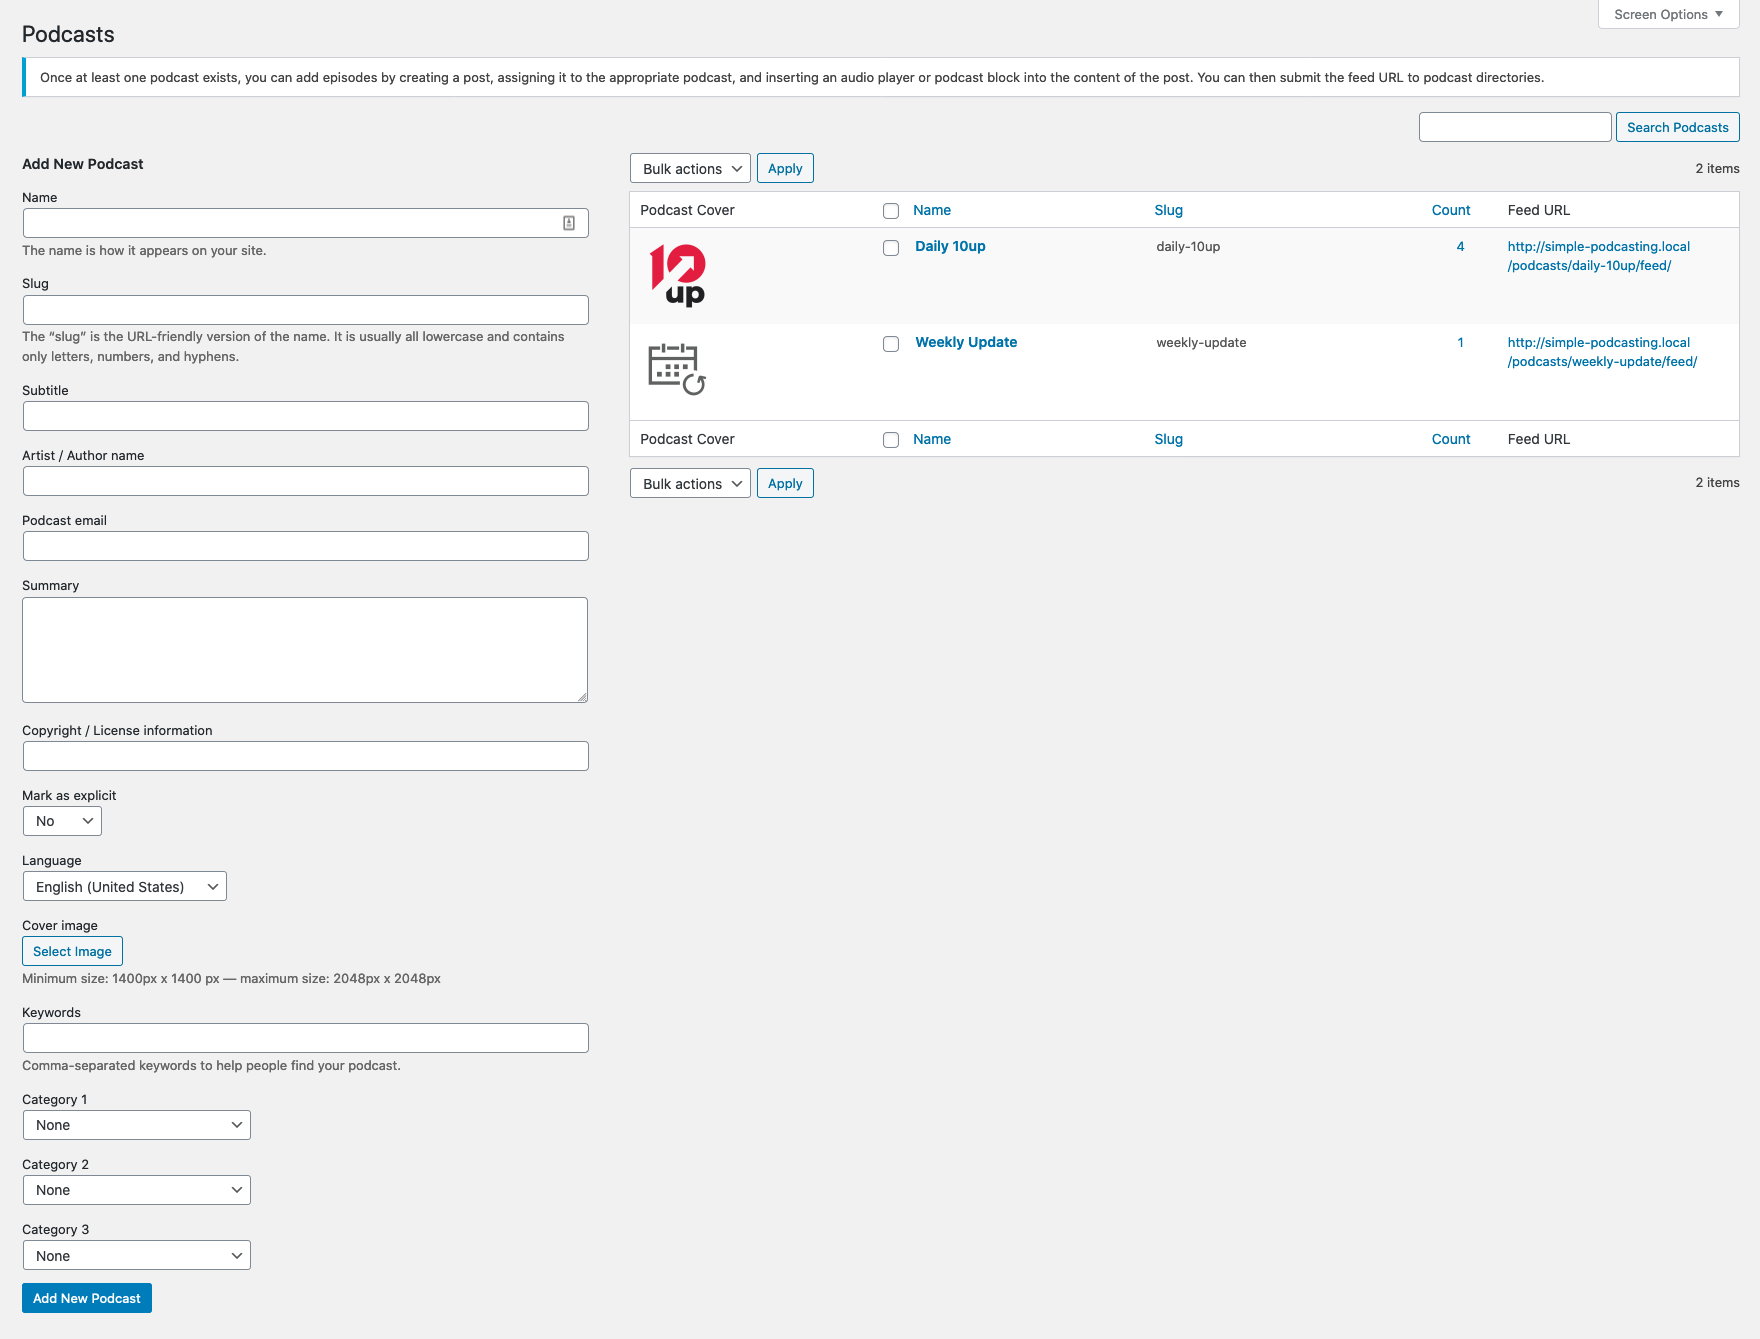 Screen Options
Podcasts
Once at least one podcast exists, you can add episodes by creating a post, assigning it to the appropriate podcast, and inserting an audio player or podcast block into the content of the post. You can then submit the feed URL to podcast directories.
Search Podcasts
Add New Podcast
Name
The name is how it appears on your site.
Slug
The “slug” is the URL-friendly version of the name. It is usually all lowercase and contains
only letters, numbers, and hyphens.
Subtitle
Artist / Author name
Podcast email
Summary
Copyright / License information
Mark as explicit
No
Language
English (United States)
Cover image
Select Image
Minimum size: 1400px x 1400 px — maximum size: 2048px x 2048px
Keywords
Comma-separated keywords to help people find your podcast.
Category 1
None
Category 2
None
Category 3
None
Add New Podcast
Bulk actions Apply 2 items
Podcast Cover Name Slug Count Feed URL
10up Daily 10up daily-10up 4 http://simple-podcasting.local
/podcasts/daily-10up/feed/
Weekly Update weekly-update 1 http://simple-podcasting.local
/podcasts/weekly-update/feed/
Podcast Cover Name Slug Count Feed URL
Bulk actions Apply 2 items